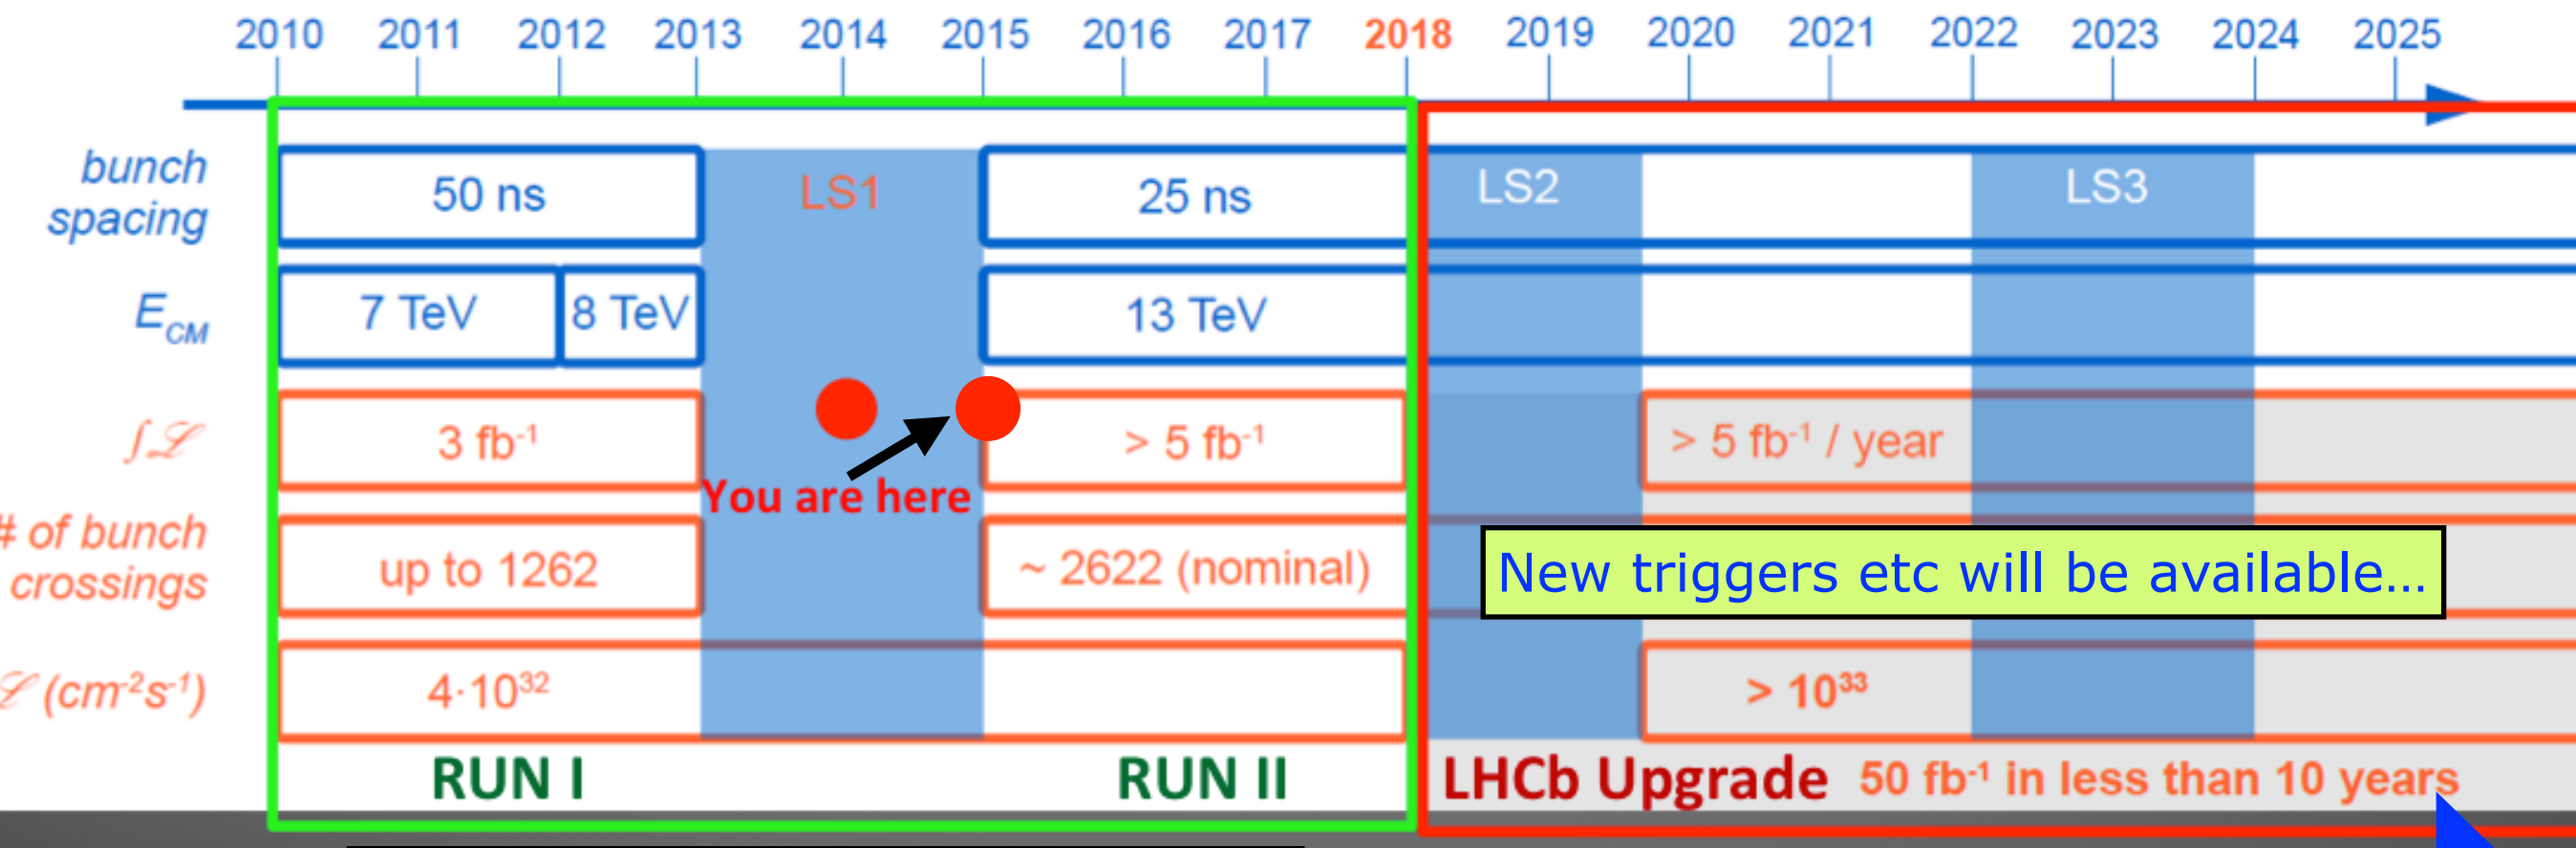 2010 2011 2012 2013 2014 2015 2016 2017 2018 2019 2020 2021 2022 2023 2024 2025
bunch
spacing
50 ns
LS1
25 ns
LS2
LS3
E_CM
7 TeV
8 TeV
13 TeV
∫ℒ
3 fb⁻¹
> 5 fb⁻¹
> 5 fb⁻¹ / year
You are here
# of bunch
crossings
up to 1262
~ 2622 (nominal)
New triggers etc will be available...
ℒ (cm⁻²s⁻¹)
4·10³²
> 10³³
RUN I
RUN II
LHCb Upgrade
50 fb⁻¹ in less than 10 years